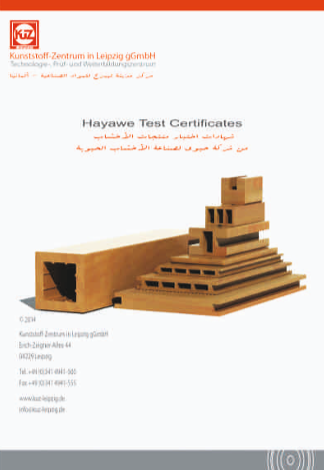 KUZ
Kunststoff-Zentrum in Leipzig gGmbH
Technologie-, Prüf- und Weiterbildungszentrum
مركز مدينة ليبزج للمواد الصناعية - ألمانيا
Hayawe Test Certificates
شهادات اختبار منتجات الأخشاب
من شركة حيوي لصناعة الأخشاب الحيوية
© 2014
Kunststoff-Zentrum in Leipzig gGmbH
Erich-Zeigner-Allee 44
04229 Leipzig
Tel. +49 (0)341 4941-500
Fax +49 (0)341 4941-555
www.kuz-leipzig.de
info@kuz-leipzig.de